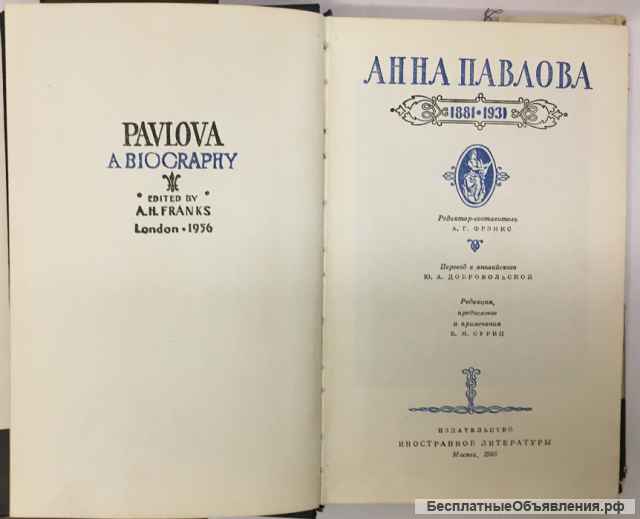 PAVLOVA
A BIOGRAPHY
EDITED BY
A.H. FRANKS
London • 1956
АННА ПАВЛОВА
1881•1931
Редактор-составитель
А. Г. ФРЭНКС
Перевод с английского
Ю. А. ДОБРОВОЛЬСКОЙ
Редакция,
предисловие
и примечания
Е. Я. СУРИЦ
ИЗДАТЕЛЬСТВО
ИНОСТРАННОЙ ЛИТЕРАТУРЫ
Москва,
БесплатныеОбъявления.рф